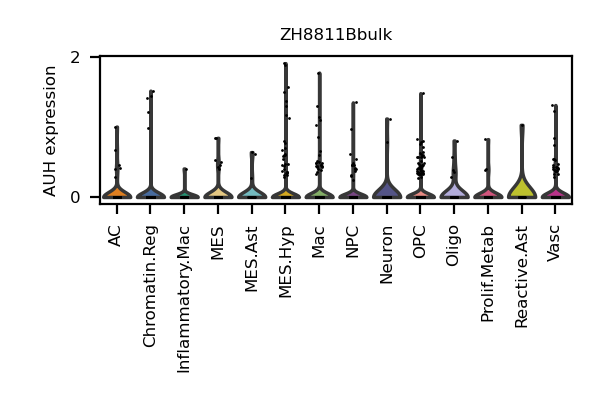 ZH8811Bbulk
AUH expression
2
0
AC
Chromatin.Reg
Inflammatory.Mac
MES
MES.Ast
MES.Hyp
Mac
NPC
Neuron
OPC
Oligo
Prolif.Metab
Reactive.Ast
Vasc